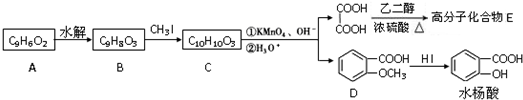 COOH
COOH
乙二醇
浓硫酸 △
高分子化合物 E
C₉H₆O₂
水解
C₉H₈O₃
CH₃I
C₁₀H₁₀O₃
①KMnO₄、OH⁻
②H₃O⁺
A
B
C
COOH
OCH₃
D
HI
COOH
OH
水杨酸